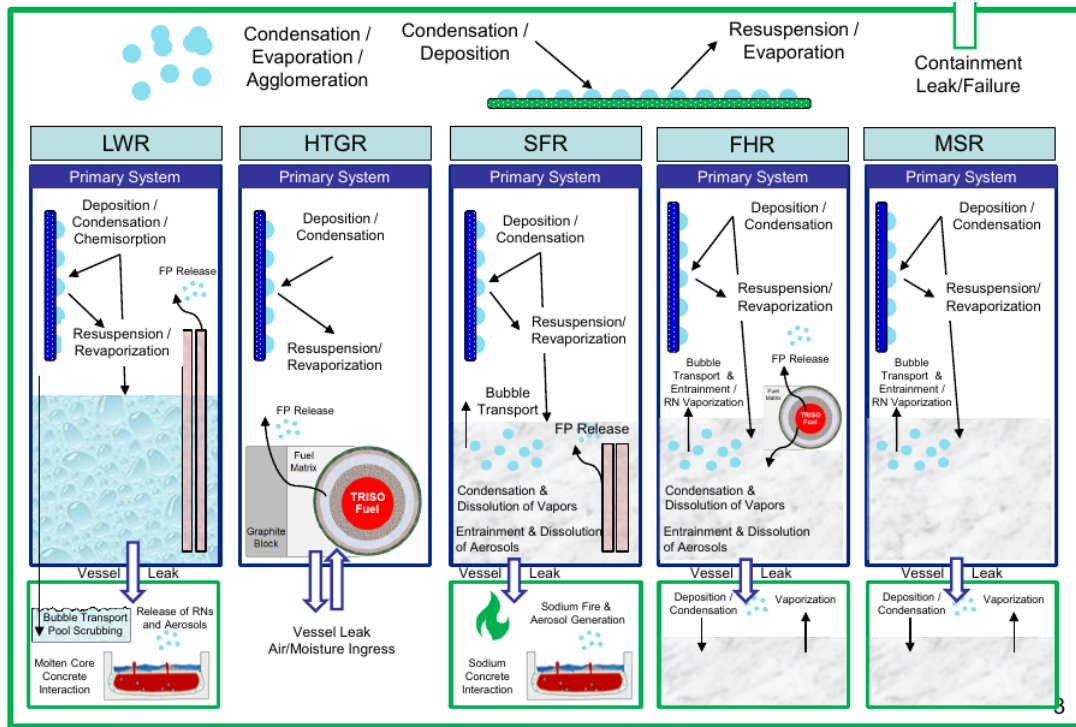 Condensation /
Evaporation /
Agglomeration
Condensation /
Deposition
Resuspension /
Evaporation
Containment
Leak/Failure
LWR
Primary System
Deposition /
Condensation /
Chemisorption
FP Release
Resuspension /
Revaporization
Vessel Leak
Bubble Transport
Pool Scrubbing
Release of RNs
and Aerosols
Molten Core
Concrete
Interaction
HTGR
Primary System
Deposition /
Condensation
Resuspension/
Revaporization
FP Release
Fuel
Matrix
TRISO
Fuel
Graphite
Block
Vessel Leak
Air/Moisture Ingress
SFR
Primary System
Deposition /
Condensation
Resuspension/
Revaporization
Bubble
Transport
FP Release
Condensation &
Dissolution of Vapors
Entrainment & Dissolution
of Aerosols
Vessel Leak
Sodium Fire &
Aerosol Generation
Sodium
Concrete
Interaction
FHR
Primary System
Deposition /
Condensation
Resuspension/
Revaporization
Bubble
Transport &
Entrainment /
RN Vaporization
FP Release
Fuel
Matrix
TRISO
Fuel
Condensation &
Dissolution of Vapors
Entrainment & Dissolution
of Aerosols
Vessel Leak
Deposition /
Condensation
Vaporization
MSR
Primary System
Deposition /
Condensation
Resuspension/
Revaporization
Bubble
Transport &
Entrainment /
RN Vaporization
Vessel Leak
Deposition /
Condensation
Vaporization
3